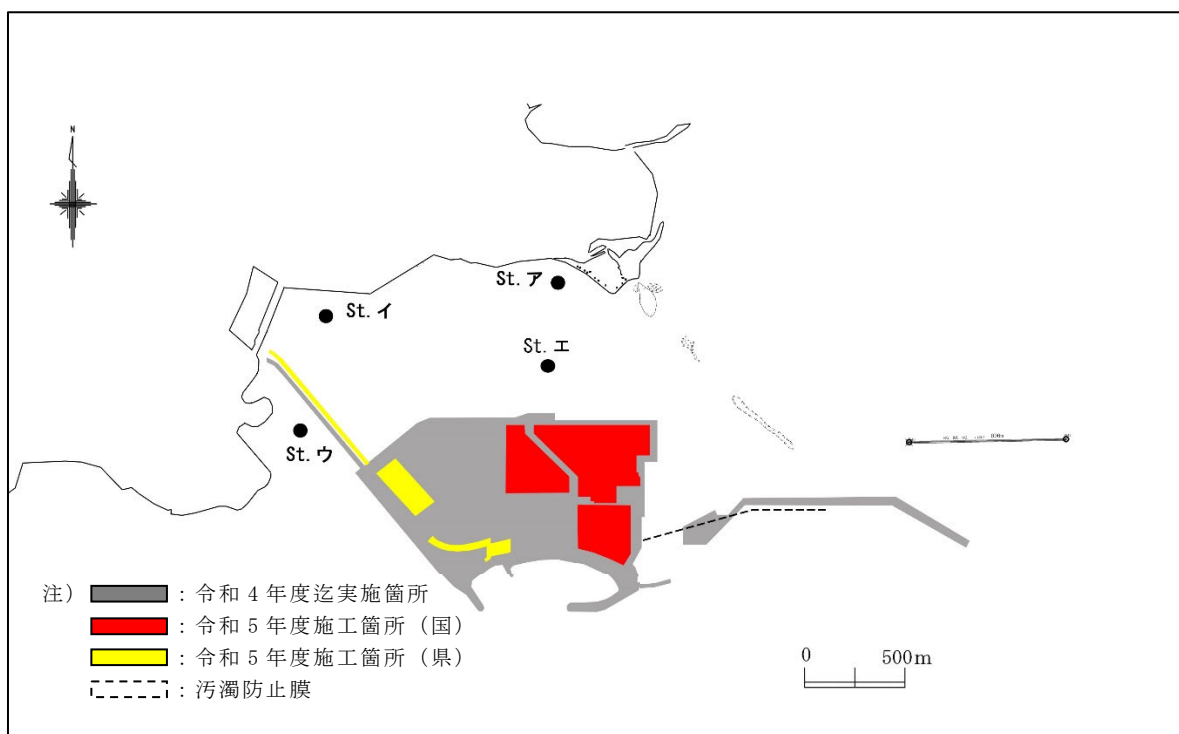 N
St.ア
St.イ
St.エ
St.ウ
注)
:令和4年度迄実施箇所
:令和5年度施工箇所(国)
:令和5年度施工箇所(県)
:汚濁防止膜
0 500m